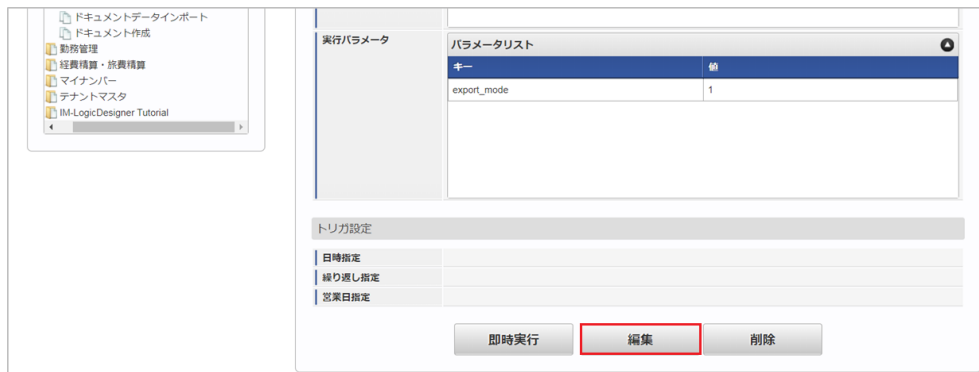 ドキュメントデータインポート
ドキュメント作成
勤務管理
経費精算・旅費精算
マイナンバー
テナントマスタ
IM-LogicDesigner Tutorial
実行パラメータ
パラメータリスト
キー 値
export_mode 1
トリガ設定
日時指定
繰り返し指定
営業日指定
即時実行 編集 削除